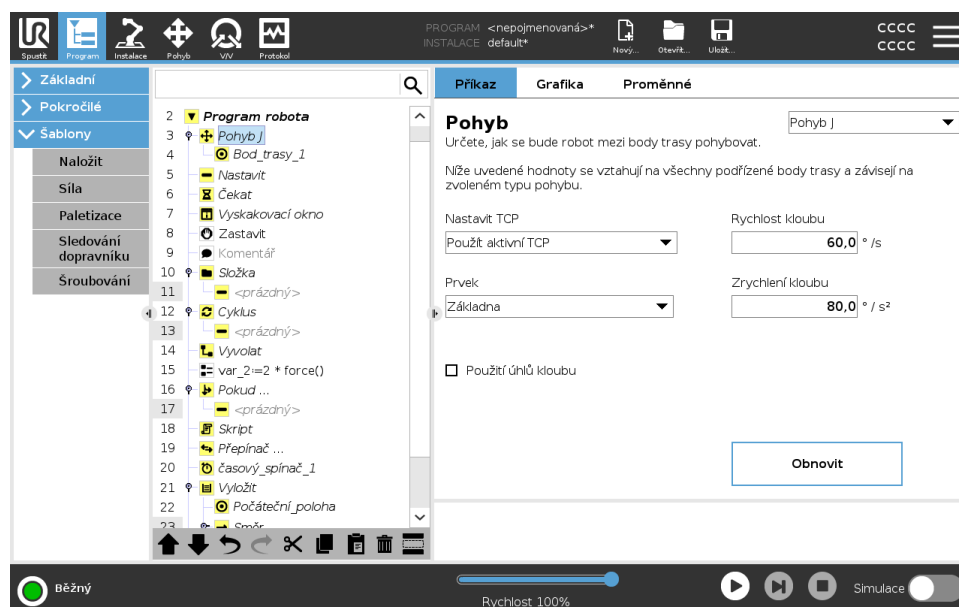 UR
Spustit
Program
Instalace
Pohyb
V/V
Protokol
PROGRAM <nepojmenovaná>*
INSTALACE default*
Nový...
Otevřít...
Uložit...
CCCC
CCCC
Základní
Pokročilé
Šablony
Naložit
Síla
Paletizace
Sledování
dopravníku
Šroubování
2 Program robota
3 Pohyb J
4 Bod_trasy_1
5 Nastavit
6 Čekat
7 Vyskakovací okno
8 Zastavit
9 Komentář
10 Složka
11 <prázdný>
12 Cyklus
13 <prázdný>
14 Vyvolat
15 var_2:=2 * force()
16 Pokud ...
17 <prázdný>
18 Skript
19 Přepínač ...
20 časový_spínač_1
21 Vyložit
22 Počáteční_poloha
23 Směr
Příkaz
Grafika
Proměnné
Pohyb
Pohyb J
Určete, jak se bude robot mezi body trasy pohybovat.
Níže uvedené hodnoty se vztahují na všechny podřízené body trasy a závisejí na
zvoleném typu pohybu.
Nastavit TCP
Rychlost kloubu
Použít aktivní TCP
60,0 ° /s
Prvek
Zrychlení kloubu
Základna
80,0 ° / s²
Použití úhlů kloubu
Obnovit
Běžný
Rychlost 100%
Simulace